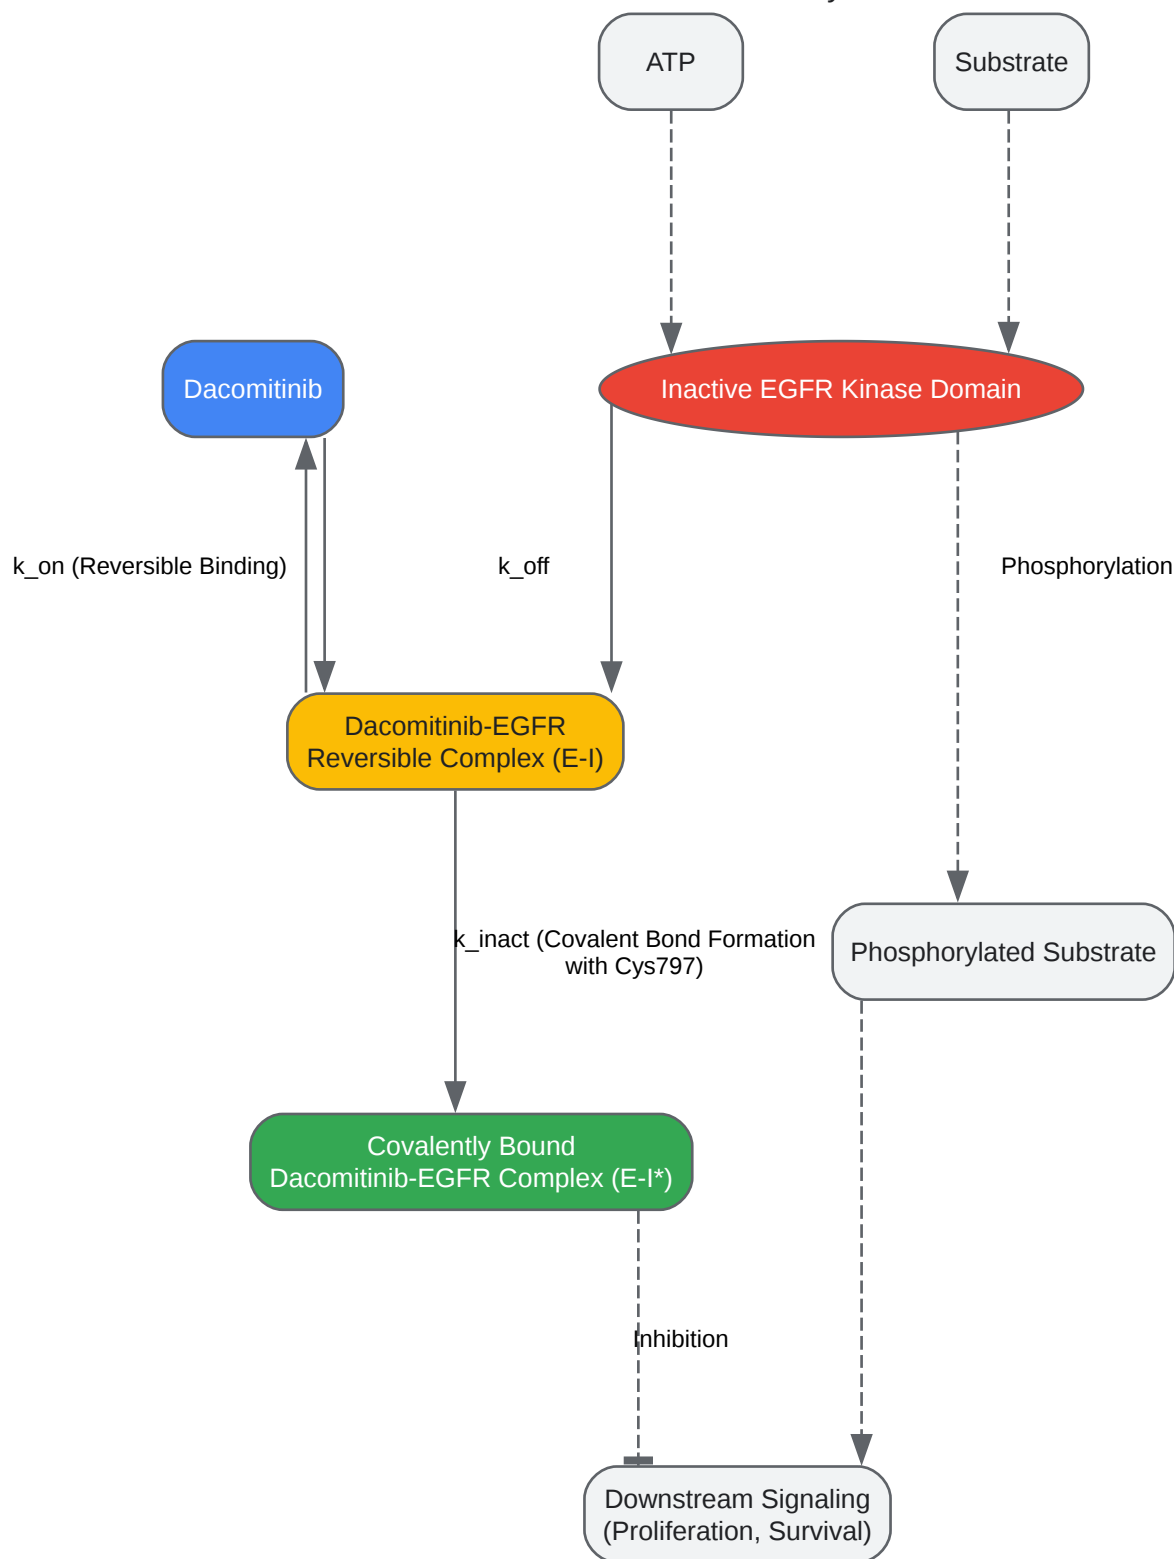 ATP
Substrate
Dacomitinib
Inactive EGFR Kinase Domain
k_on (Reversible Binding)
k_off
Phosphorylation
Dacomitinib-EGFR
Reversible Complex (E-I)
k_inact (Covalent Bond Formation
with Cys797)
Phosphorylated Substrate
Covalently Bound
Dacomitinib-EGFR Complex (E-I*)
Inhibition
Downstream Signaling
(Proliferation, Survival)